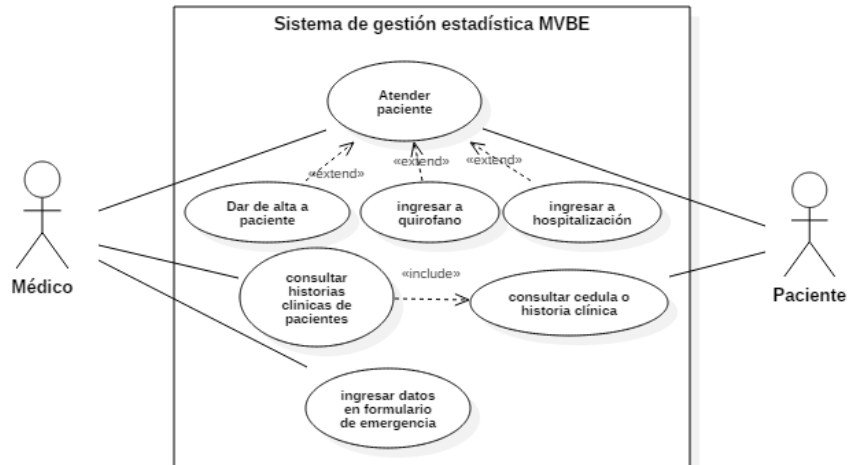 Sistema de gestión estadística MVBE
Atender
paciente
«extend»
«extend»
«extend»
Dar de alta a
paciente
ingresar a
quirofano
ingresar a
hospitalización
Médico
Paciente
consultar
historias
clinicas de
pacientes
«include»
consultar cedula o
historia clínica
ingresar datos
en formulario
de emergencia